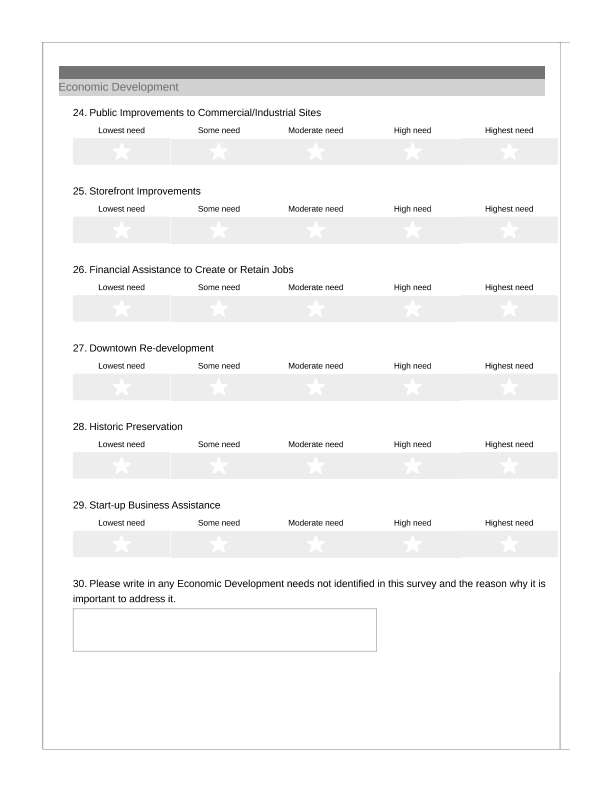 Economic Development
24. Public Improvements to Commercial/Industrial Sites
Lowest need Some need Moderate need High need Highest need
25. Storefront Improvements
Lowest need Some need Moderate need High need Highest need
26. Financial Assistance to Create or Retain Jobs
Lowest need Some need Moderate need High need Highest need
27. Downtown Re-development
Lowest need Some need Moderate need High need Highest need
28. Historic Preservation
Lowest need Some need Moderate need High need Highest need
29. Start-up Business Assistance
Lowest need Some need Moderate need High need Highest need
30. Please write in any Economic Development needs not identified in this survey and the reason why it is
important to address it.